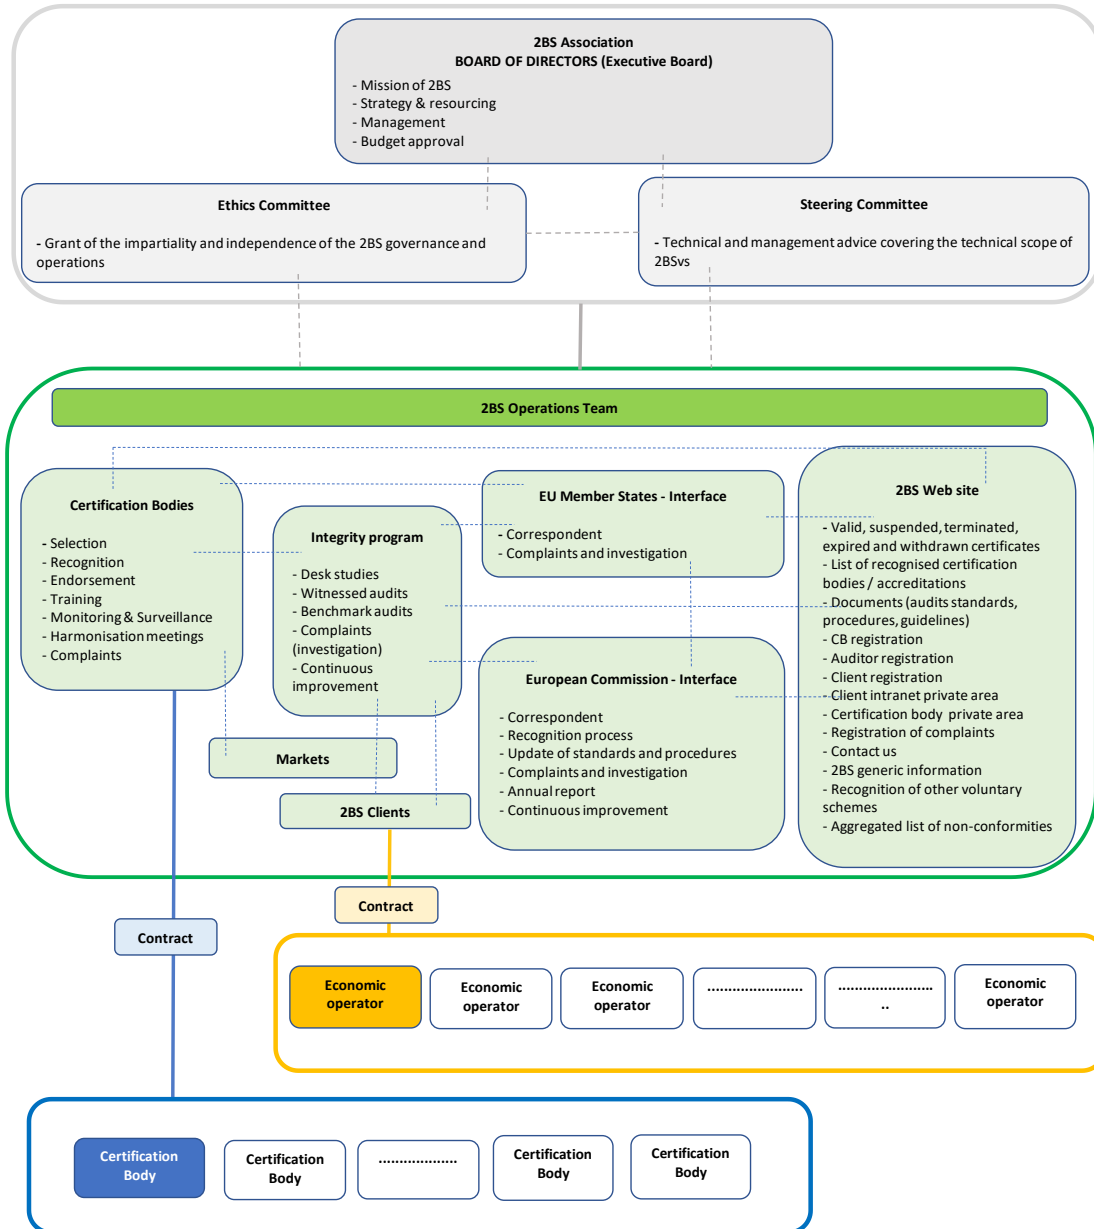 2BS Association
BOARD OF DIRECTORS (Executive Board)
- Mission of 2BS
- Strategy & resourcing
- Management
- Budget approval
Ethics Committee
- Grant of the impartiality and independence of the 2BS governance and
operations
Steering Committee
- Technical and management advice covering the technical scope of
2BSvs
2BS Operations Team
Certification Bodies
- Selection
- Recognition
- Endorsement
- Training
- Monitoring & Surveillance
- Harmonisation meetings
- Complaints
Integrity program
- Desk studies
- Witnessed audits
- Benchmark audits
- Complaints
(investigation)
- Continuous
improvement
EU Member States - Interface
- Correspondent
- Complaints and investigation
European Commission - Interface
- Correspondent
- Recognition process
- Update of standards and procedures
- Complaints and investigation
- Annual report
- Continuous improvement
2BS Web site
- Valid, suspended, terminated,
expired and withdrawn certificates
- List of recognised certification
bodies / accreditations
- Documents (audits standards,
procedures, guidelines)
- CB registration
- Auditor registration
- Client registration
- Client intranet private area
- Certification body private area
- Registration of complaints
- Contact us
- 2BS generic information
- Recognition of other voluntary
schemes
- Aggregated list of non-conformities
Markets
2BS Clients
Contract
Contract
Economic
operator
Economic
operator
Economic
operator
.......................
.......................
..
Economic
operator
Certification
Body
Certification
Body
...................
Certification
Body
Certification
Body